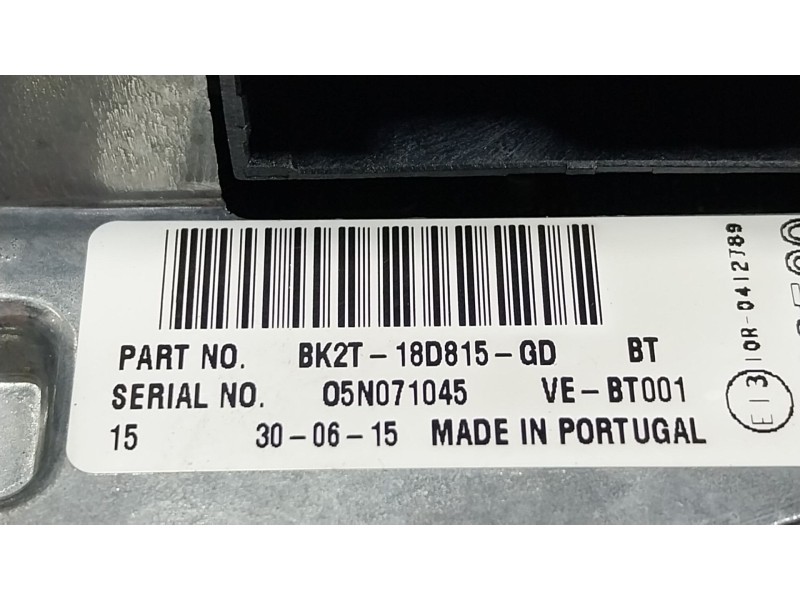 PART NO. BK2T-18D815-GD BT
SERIAL NO. 05N071045 VE-BT001
15 30-06-15 MADE IN PORTUGAL
E13 10R-0412789